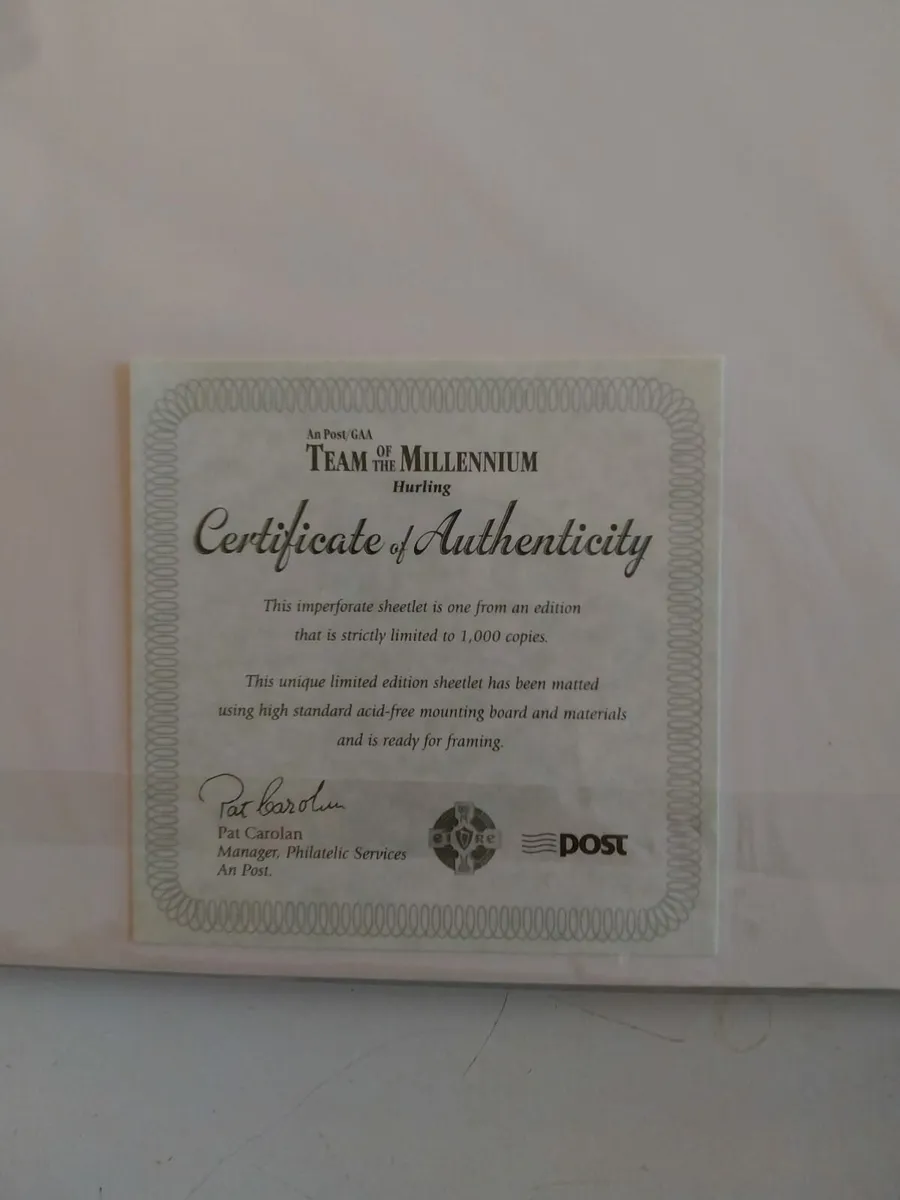 An Post/GAA
TEAM OF THE MILLENNIUM
Hurling
Certificate of Authenticity
This imperforate sheetlet is one from an edition
that is strictly limited to 1,000 copies.
This unique limited edition sheetlet has been matted
using high standard acid-free mounting board and materials
and is ready for framing.
Pat Carolan
Pat Carolan
Manager, Philatelic Services
An Post.
EIRE
POST